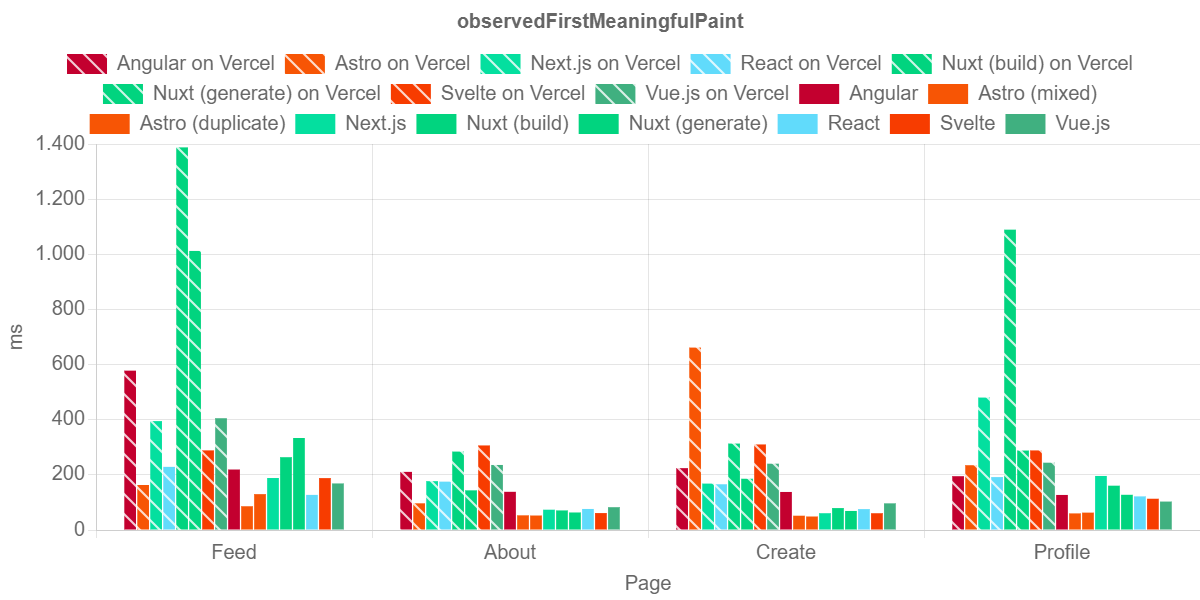 observedFirstMeaningfulPaint
Angular on Vercel Astro on Vercel Next.js on Vercel React on Vercel Nuxt (build) on Vercel
Nuxt (generate) on Vercel Svelte on Vercel Vue.js on Vercel Angular Astro (mixed)
Astro (duplicate) Next.js Nuxt (build) Nuxt (generate) React Svelte Vue.js
1.400
1.200
1.000
800
600
400
200
0
ms
Feed About Create Profile
Page